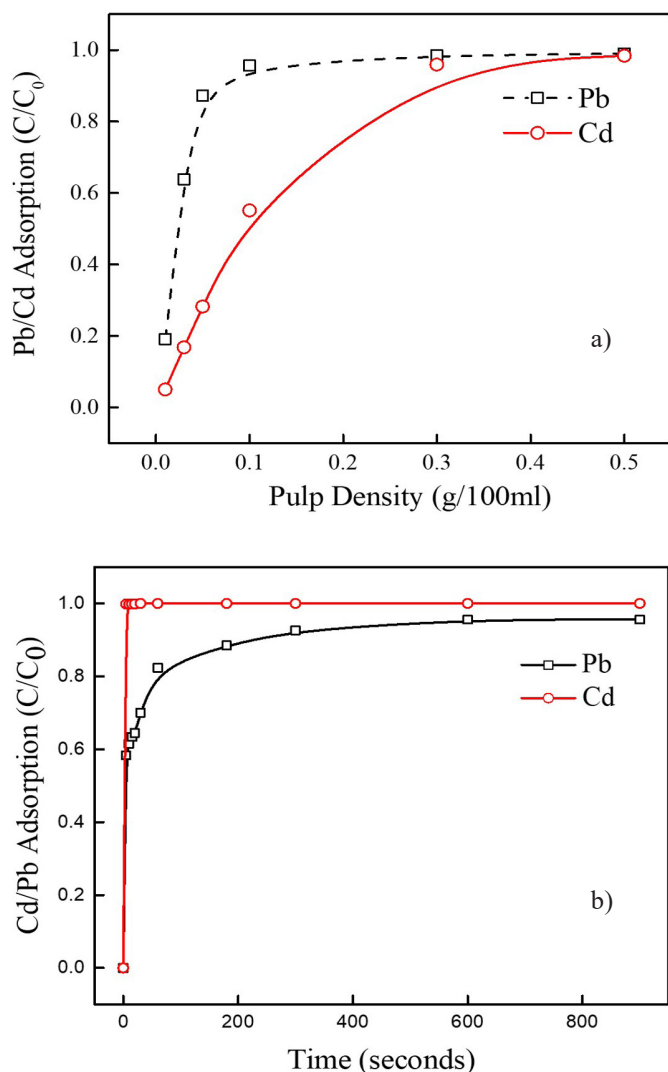 Pb/Cd Adsorption (C/C₀)
1.0
0.8
0.6
0.4
0.2
0.0
Pb
Cd
a)
0.0 0.1 0.2 0.3 0.4 0.5
Pulp Density (g/100ml)
Cd/Pb Adsorption (C/C0)
1.0
0.8
0.6
0.4
0.2
0.0
Pb
Cd
b)
0 200 400 600 800
Time (seconds)